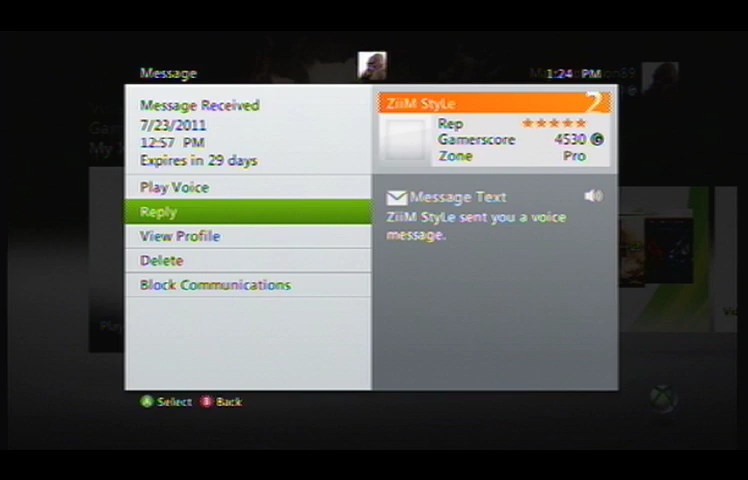 Message
1:24 PM
Message Received
7/23/2011
12:57 PM
Expires in 29 days
Play Voice
Reply
View Profile
Delete
Block Communications
ZiiM StyLe
2
Rep
Gamerscore 4530 G
Zone Pro
Message Text
ZiiM StyLe sent you a voice
message.
A Select B Back